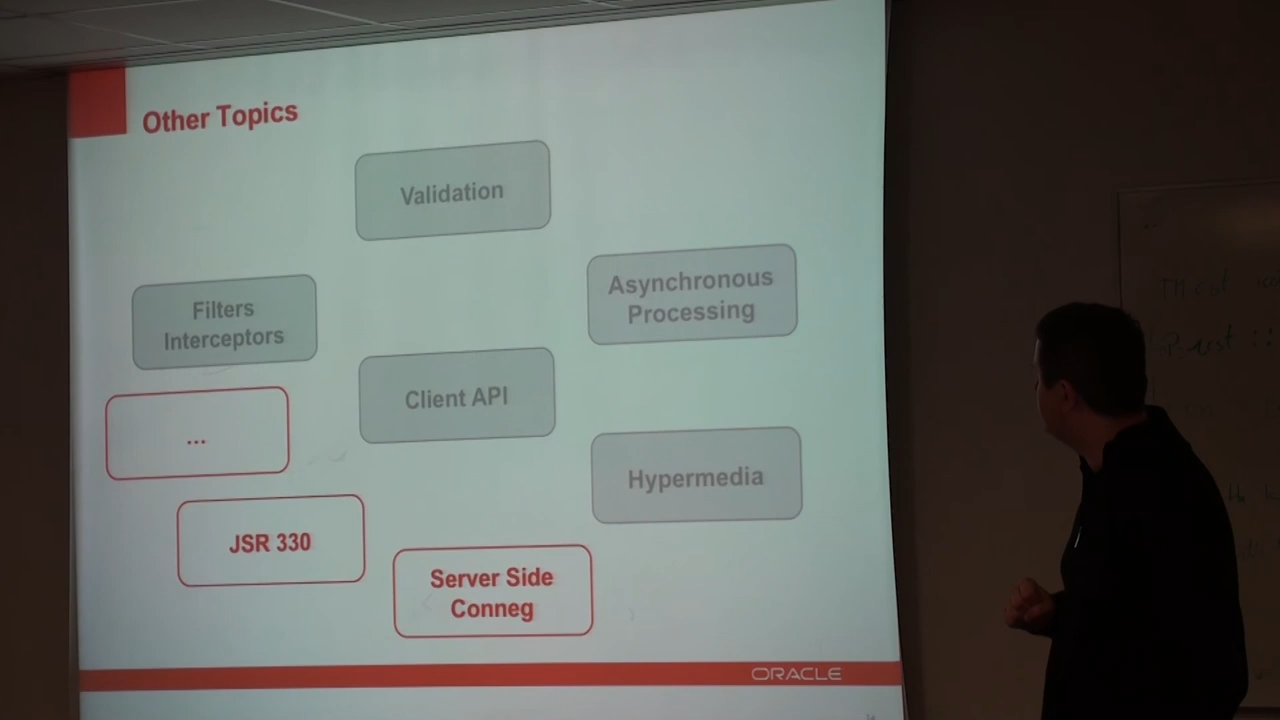 Other Topics
Validation
Asynchronous
Processing
Filters
Interceptors
Client API
...
Hypermedia
JSR 330
Server Side
Conneg
ORACLE